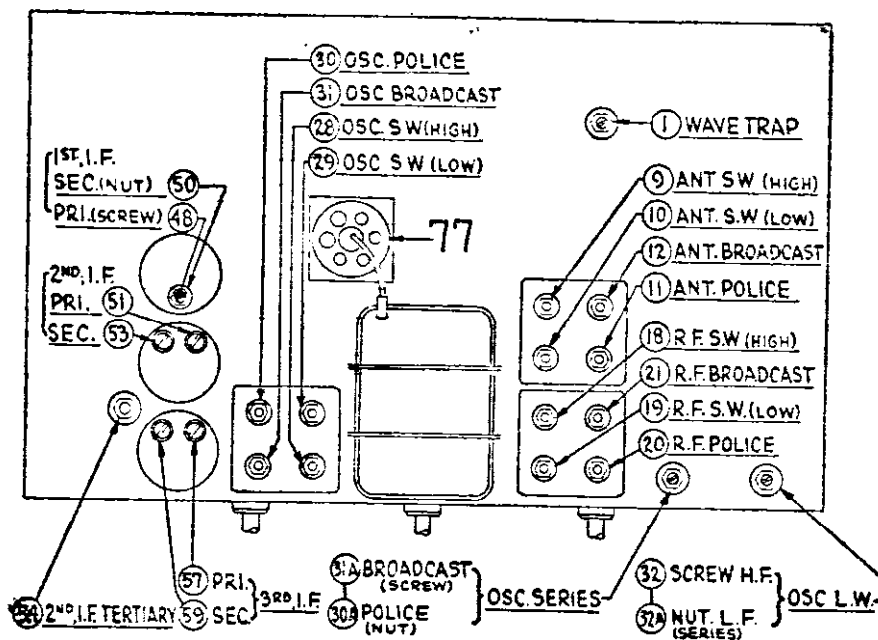 30 OSC. POLICE
31 OSC BROADCAST
28 OSC. S W (HIGH)
29 OSC S W (LOW)
1 WAVE TRAP
1ST, I.F.
SEC. (NUT) 50
PRI. (SCREW) 48
77
2ND, I.F.
PRI. 51
SEC. 53
9 ANT SW (HIGH)
10 ANT. S.W (LOW)
12 ANT. BROADCAST
11 ANT. POLICE
18 R F. S.W (HIGH)
21 R.F. BROADCAST
19 R.F. S.W. (LOW)
20 R.F. POLICE
2ND, I.F. TERTIARY
57 PRI.
59 SEC.
3RD, I.F
31A BROADCAST
(SCREW)
30A POLICE
(NUT)
OSC. SERIES
32 SCREW H.F.
32A NUT. L.F.
(SERIES)
OSC L.W.